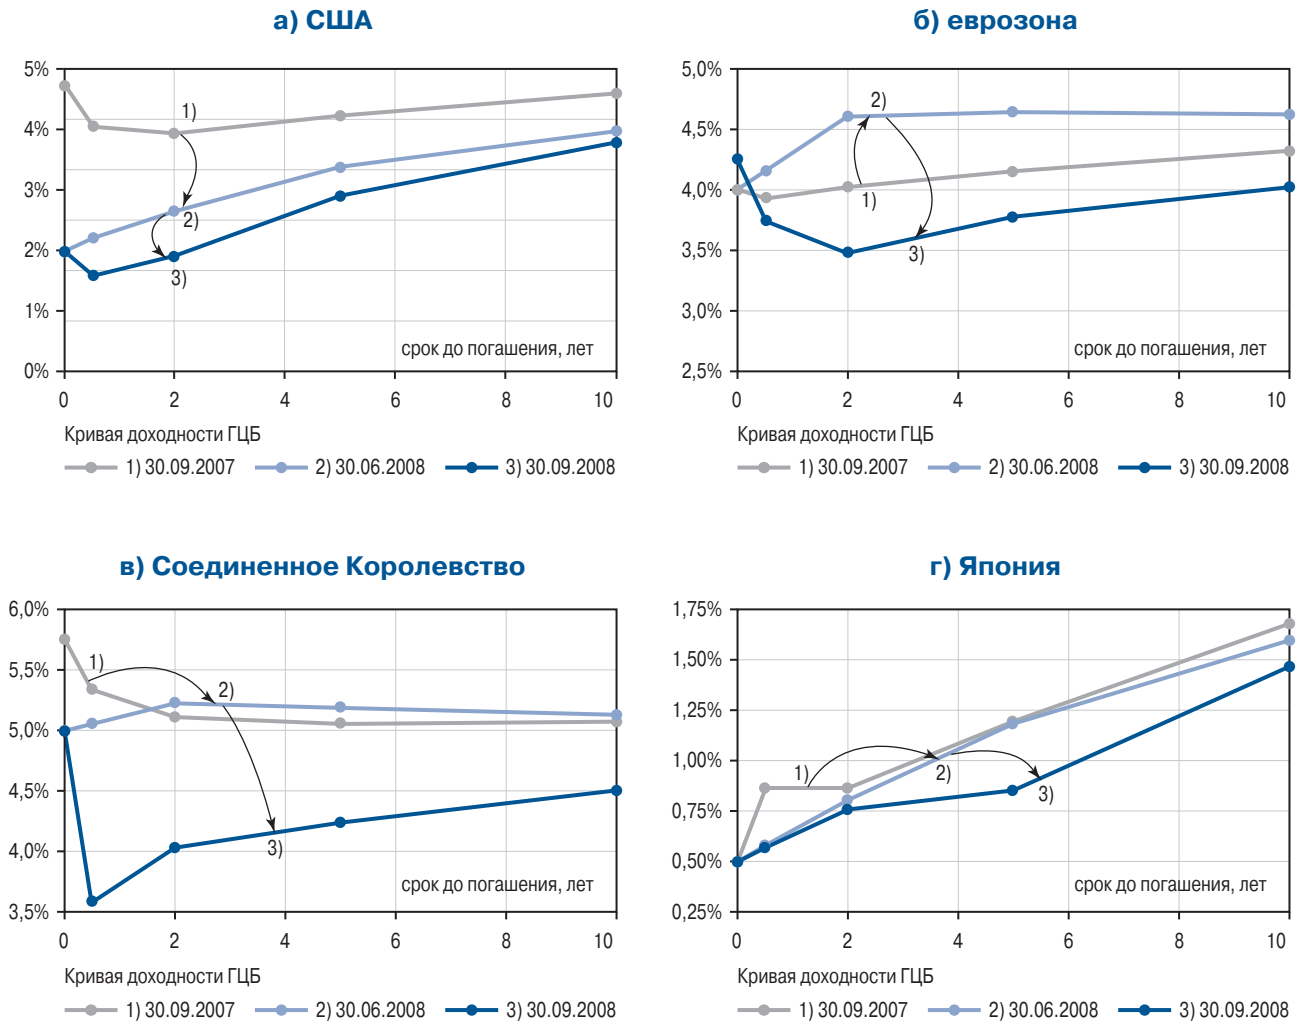 а) США
5%
4%
3%
2%
1%
0%
1)
2)
3)
срок до погашения, лет
0 2 4 6 8 10
Кривая доходности ГЦБ
1) 30.09.2007 2) 30.06.2008 3) 30.09.2008
б) еврозона
5,0%
4,5%
4,0%
3,5%
3,0%
2,5%
2)
1)
3)
срок до погашения, лет
0 2 4 6 8 10
Кривая доходности ГЦБ
1) 30.09.2007 2) 30.06.2008 3) 30.09.2008
в) Соединенное Королевство
6,0%
5,5%
5,0%
4,5%
4,0%
3,5%
1)
2)
3)
срок до погашения, лет
0 2 4 6 8 10
Кривая доходности ГЦБ
1) 30.09.2007 2) 30.06.2008 3) 30.09.2008
г) Япония
1,75%
1,50%
1,25%
1,00%
0,75%
0,50%
0,25%
1)
2)
3)
срок до погашения, лет
0 2 4 6 8 10
Кривая доходности ГЦБ
1) 30.09.2007 2) 30.06.2008 3) 30.09.2008